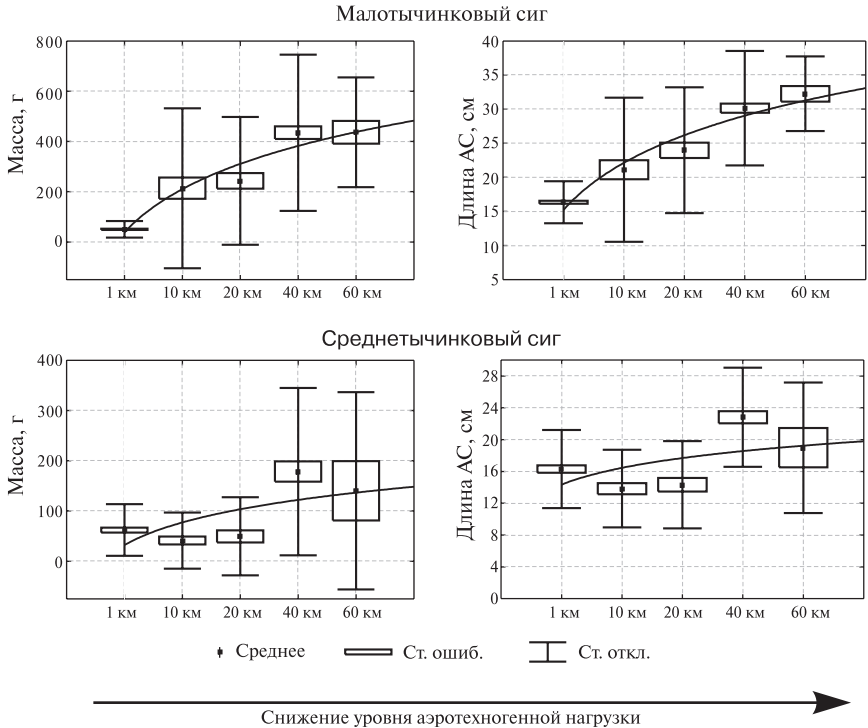 Малотычинковый сиг
Масса, г
800
600
400
200
0
1 км 10 км 20 км 40 км 60 км
Длина АС, см
40
35
30
25
20
15
10
5
1 км 10 км 20 км 40 км 60 км
Среднетычинковый сиг
Масса, г
400
300
200
100
0
1 км 10 км 20 км 40 км 60 км
Длина АС, см
28
24
20
16
12
8
4
0
1 км 10 км 20 км 40 км 60 км
Среднее Ст. ошиб. Ст. откл.
Снижение уровня аэротехногенной нагрузки